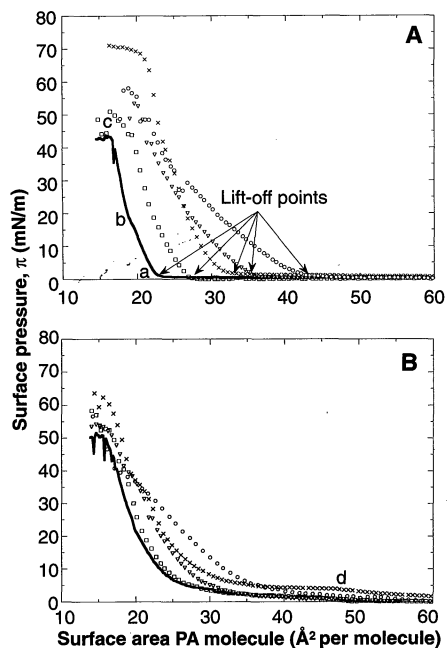 Surface pressure, π (mN/m)
80
70
60
50
40
30
20
10
0
A
c
b
a
Lift-off points
10 20 30 40 50 60
80
70
60
50
40
30
20
10
0
B
d
10 20 30 40 50 60
Surface area PA molecule (Å² per molecule)